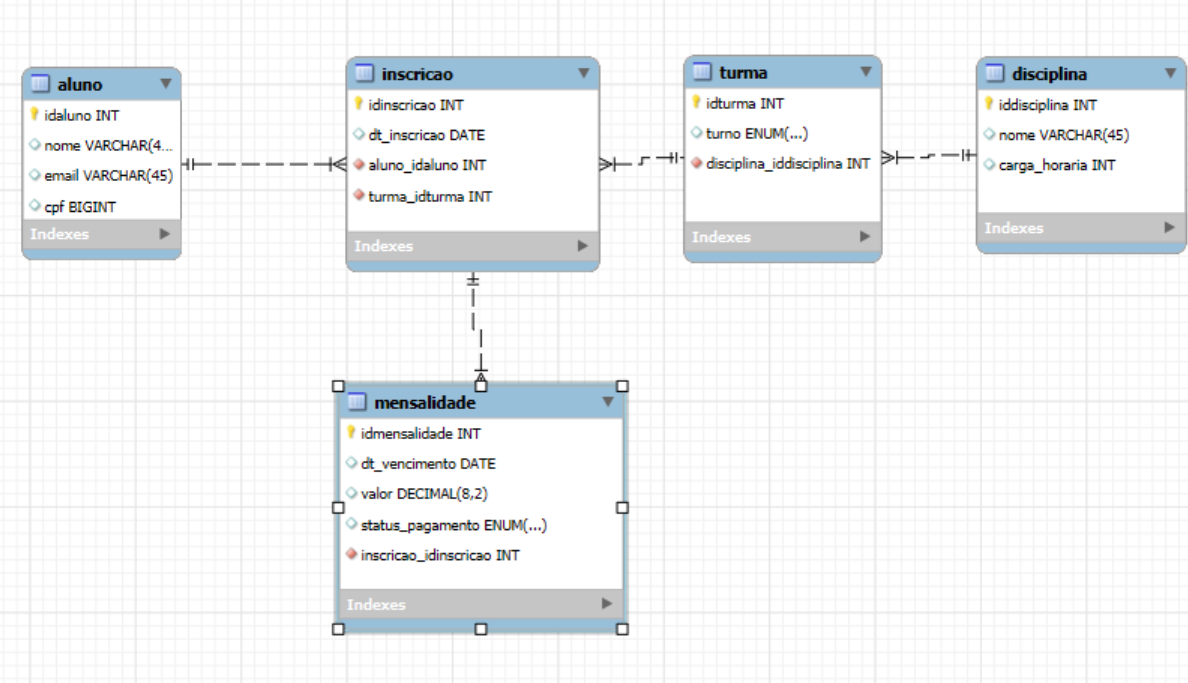 aluno
idaluno INT
nome VARCHAR(4...
email VARCHAR(45)
cpf BIGINT
Indexes
inscricao
idinscricao INT
dt_inscricao DATE
aluno_idaluno INT
turma_idturma INT
Indexes
turma
idturma INT
turno ENUM(...)
disciplina_iddisciplina INT
Indexes
disciplina
iddisciplina INT
nome VARCHAR(45)
carga_horaria INT
Indexes
mensalidade
idmensalidade INT
dt_vencimento DATE
valor DECIMAL(8,2)
status_pagamento ENUM(...)
inscricao_idinscricao INT
Indexes